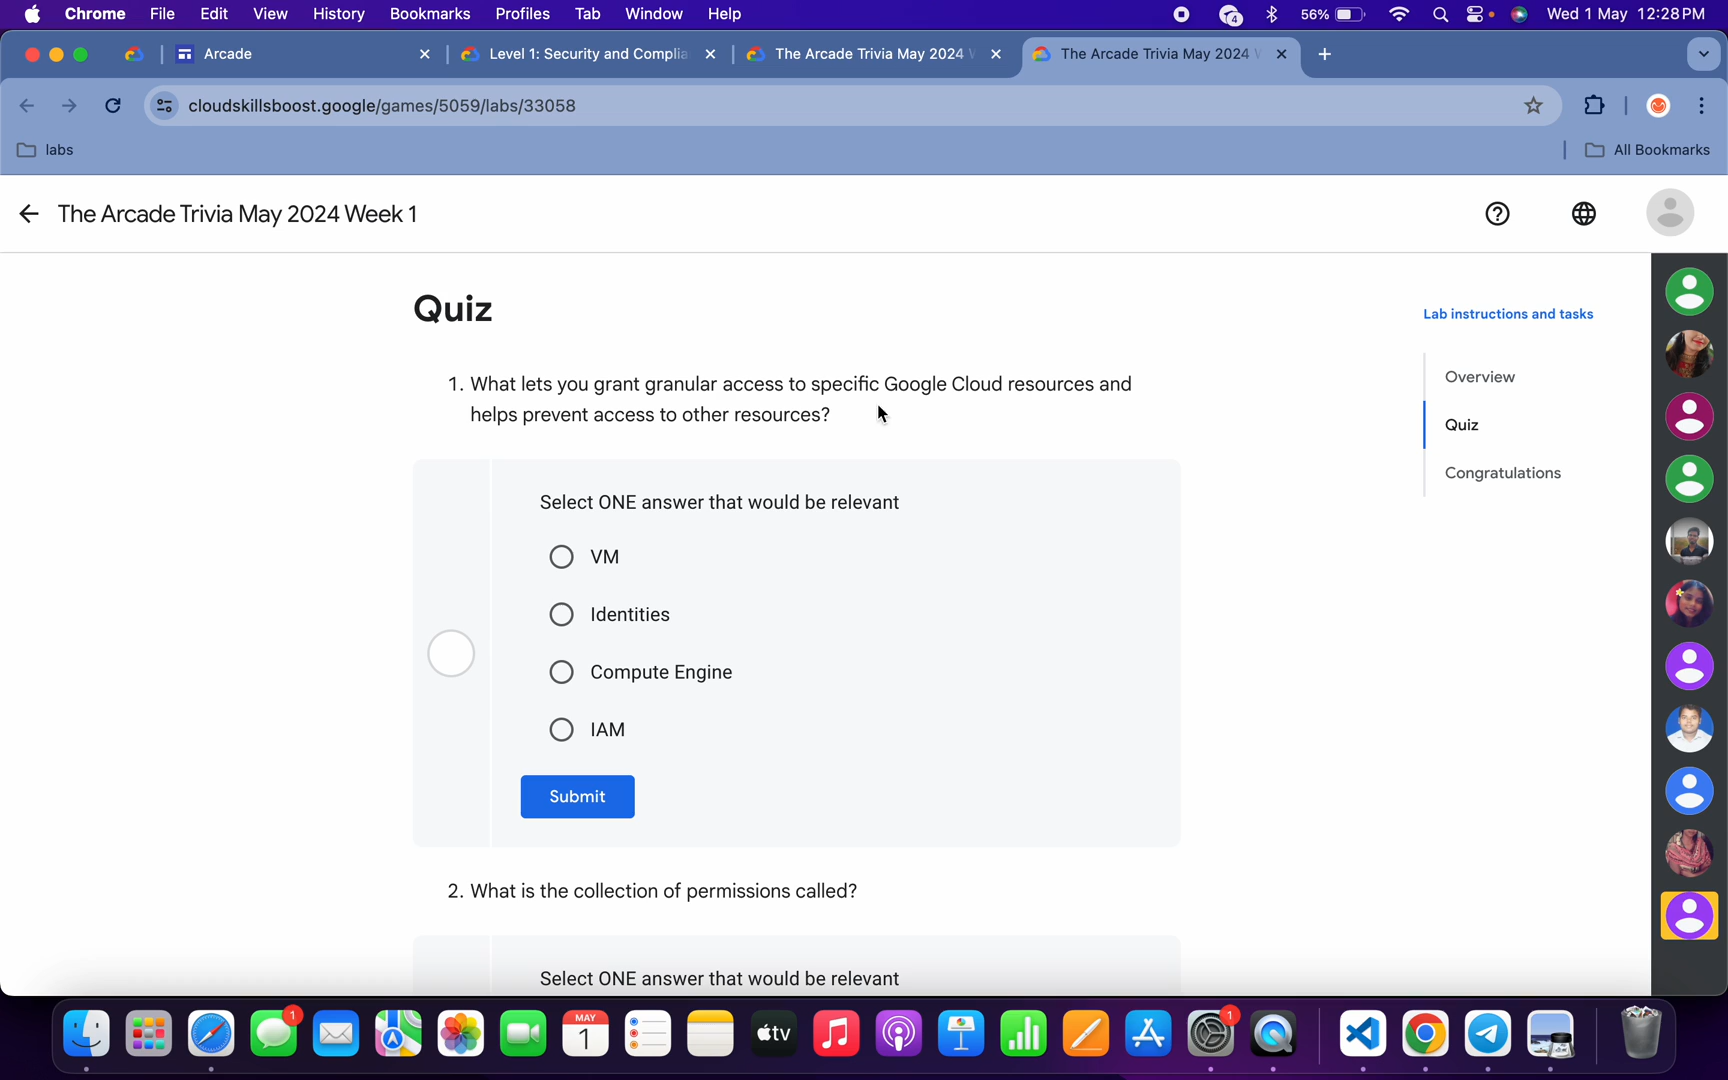 Chrome File Edit View History Bookmarks Profiles Tab Window Help 4 56% Wed 1 May 12:28 PM
Arcade Level 1: Security and Complia The Arcade Trivia May 2024 The Arcade Trivia May 2024
cloudskillsboost.google/games/5059/labs/33058
labs All Bookmarks
The Arcade Trivia May 2024 Week 1
Quiz
Lab instructions and tasks
Overview
Quiz
Congratulations
1. What lets you grant granular access to specific Google Cloud resources and
helps prevent access to other resources?
Select ONE answer that would be relevant
VM
Identities
Compute Engine
IAM
Submit
2. What is the collection of permissions called?
Select ONE answer that would be relevant
1 MAY 1 tv 1